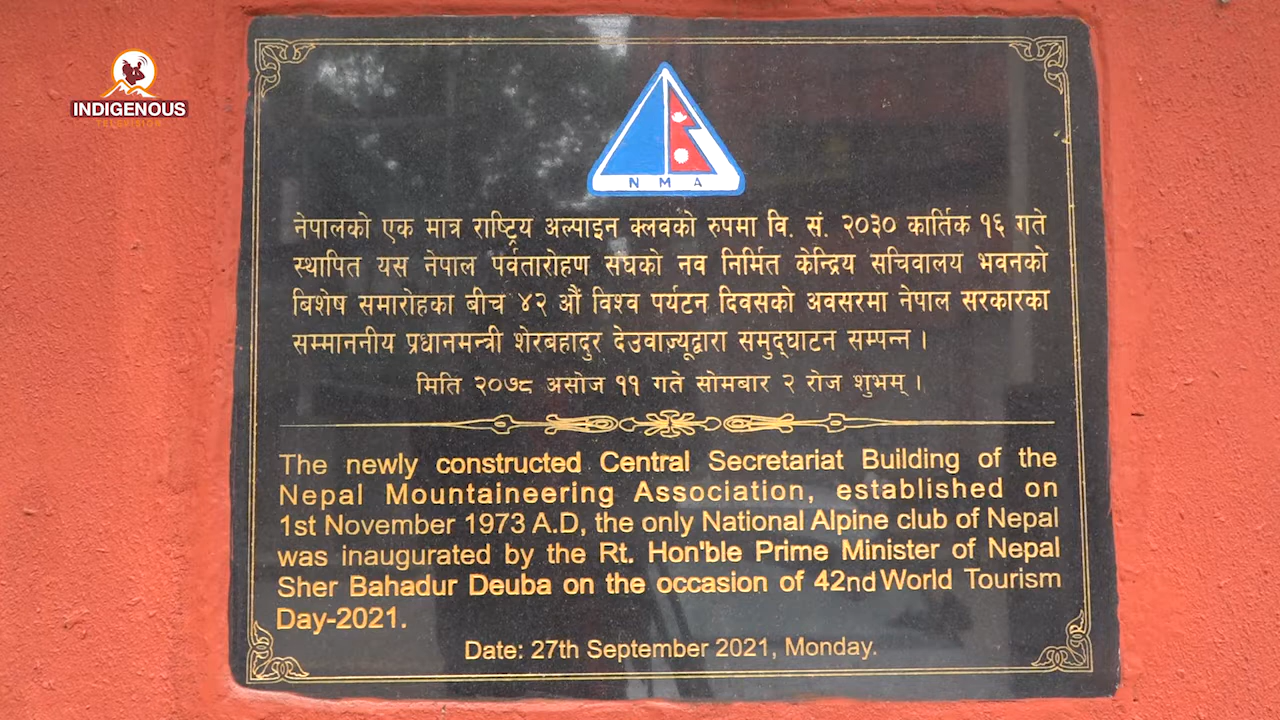 INDIGENOUS
TELEVISION
N M A
नेपालको एक मात्र राष्ट्रिय अल्पाइन क्लवको रुपमा वि. सं. २०३० कार्तिक १६ गते
स्थापित यस नेपाल पर्वतारोहण संघको नव निर्मित केन्द्रिय सचिवालय भवनको
बिशेष समारोहका बीच ४२ औं विश्व पर्यटन दिवसको अवसरमा नेपाल सरकारका
सम्माननीय प्रधानमन्त्री शेरबहादुर देउवाज्यूद्वारा समुद्घाटन सम्पन्न ।
मिति २०७८ असोज ११ गते सोमबार २ रोज शुभम् ।
The newly constructed Central Secretariat Building of the
Nepal Mountaineering Association, established on
1st November 1973 A.D, the only National Alpine club of Nepal
was inaugurated by the Rt. Hon'ble Prime Minister of Nepal
Sher Bahadur Deuba on the occasion of 42nd World Tourism
Day-2021.
Date: 27th September 2021, Monday.